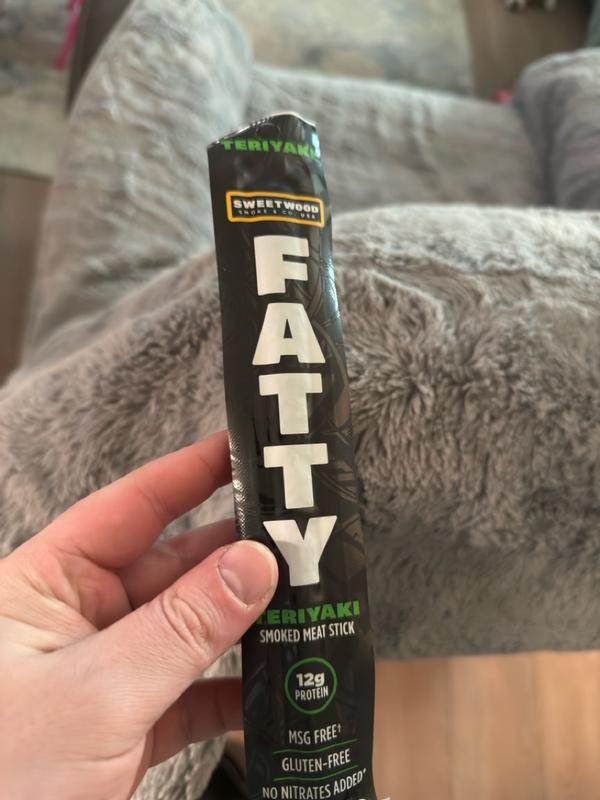 TERIYAKI
SWEETWOOD
SMOKE & CO. USA
FATTY
TERIYAKI
SMOKED MEAT STICK
12g
PROTEIN
MSG FREE†
GLUTEN-FREE
NO NITRATES ADDED*